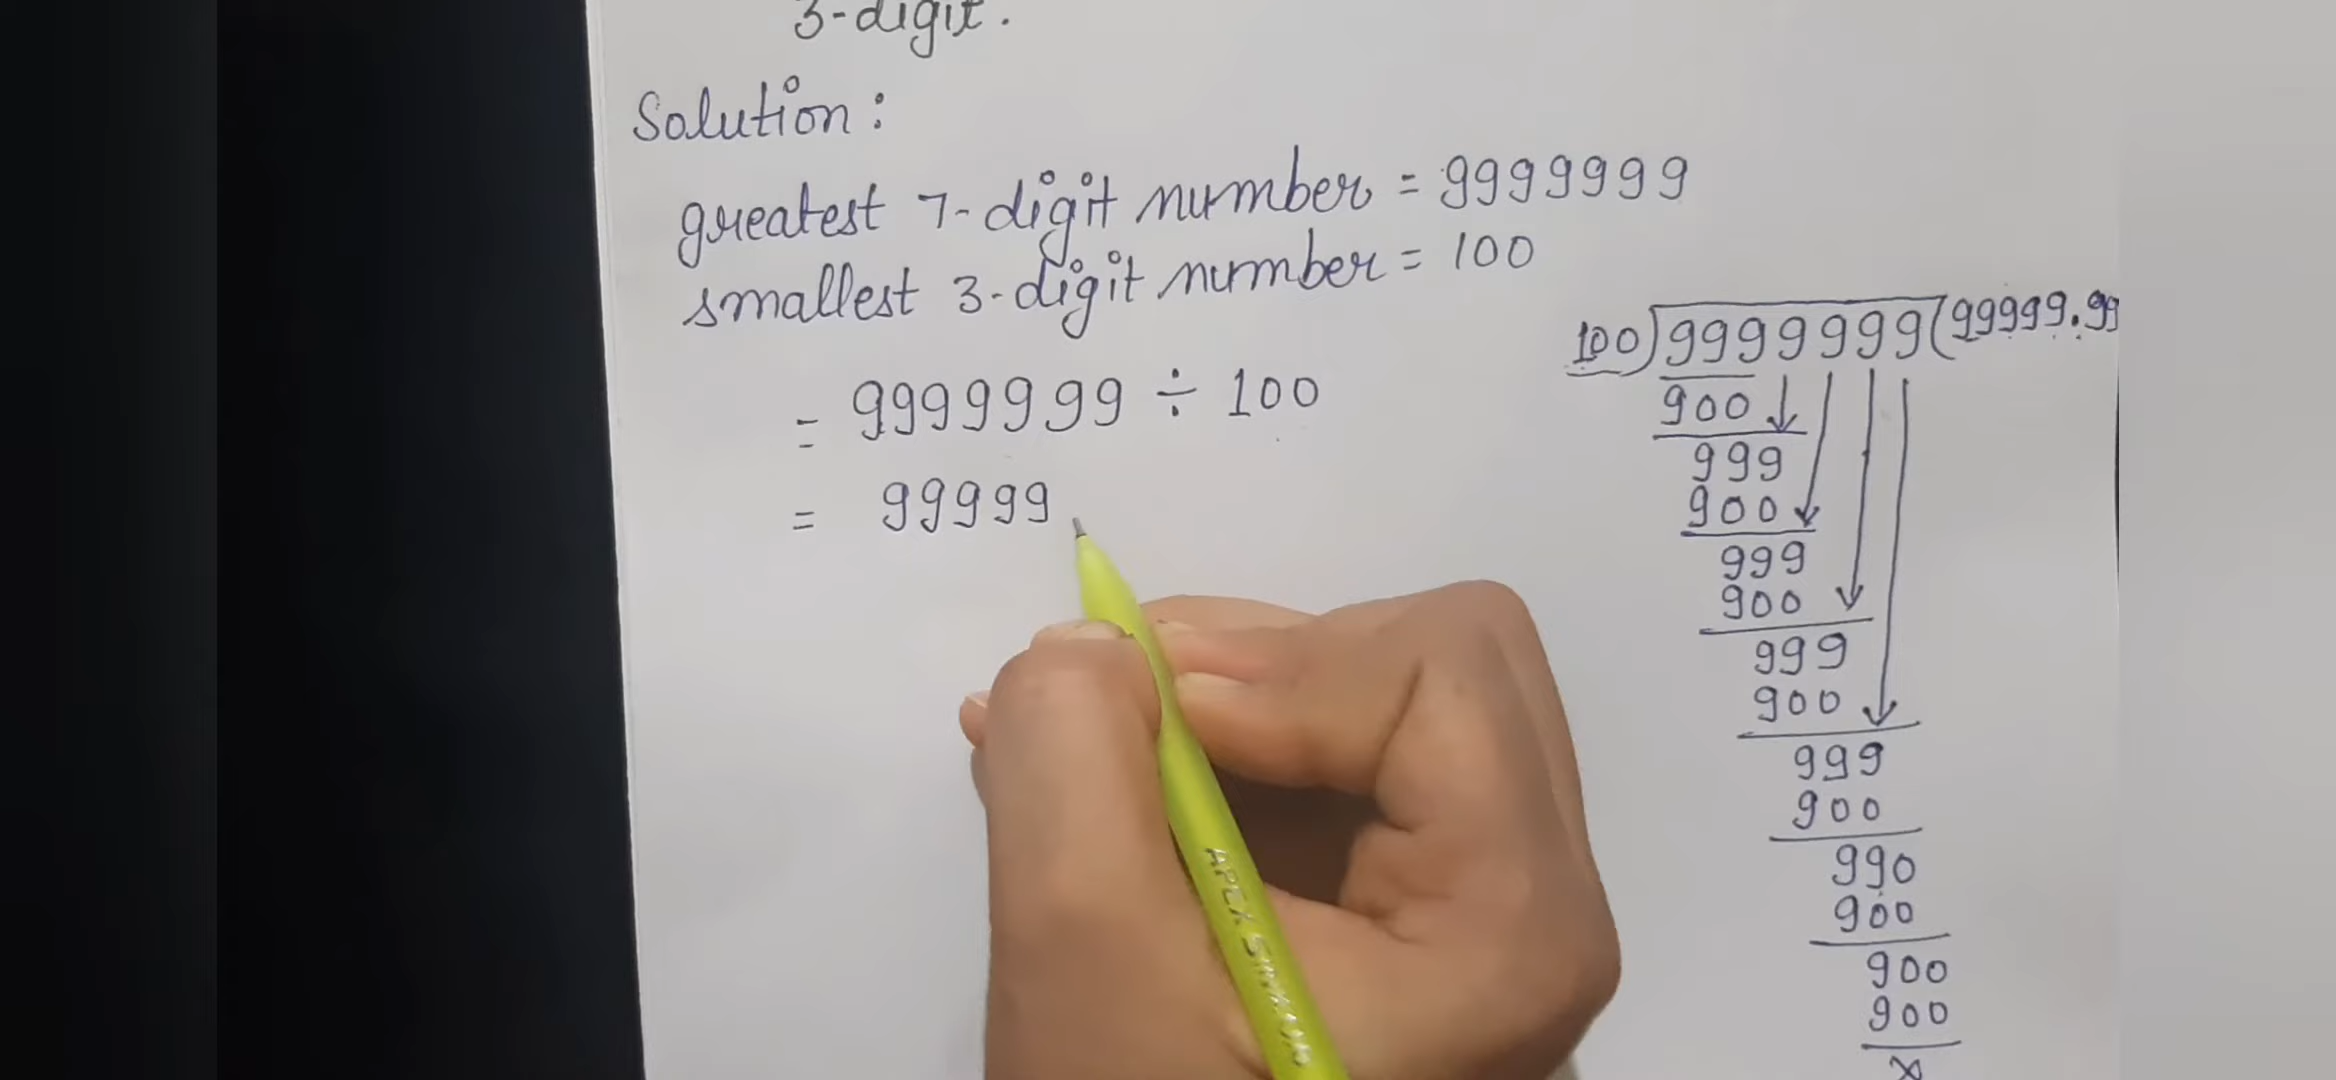 3-digit.
Solution:
greatest 7-digit number = 9999999
smallest 3-digit number = 100
= 9999999 ÷ 100
= 99999
100)9999999(99999.99
900
999
900
999
900
999
900
999
900
990
900
900
900
x
APEX